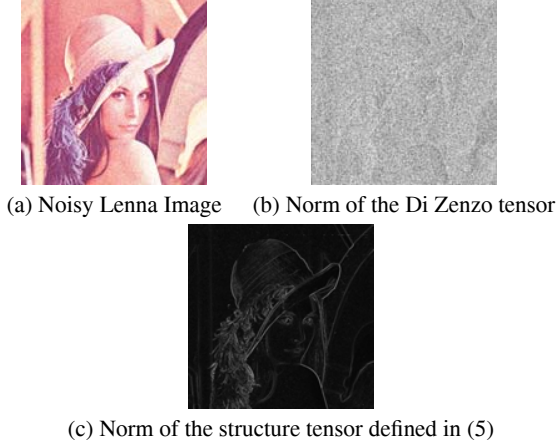 (a) Noisy Lenna Image
(b) Norm of the Di Zenzo tensor
(c) Norm of the structure tensor defined in (5)